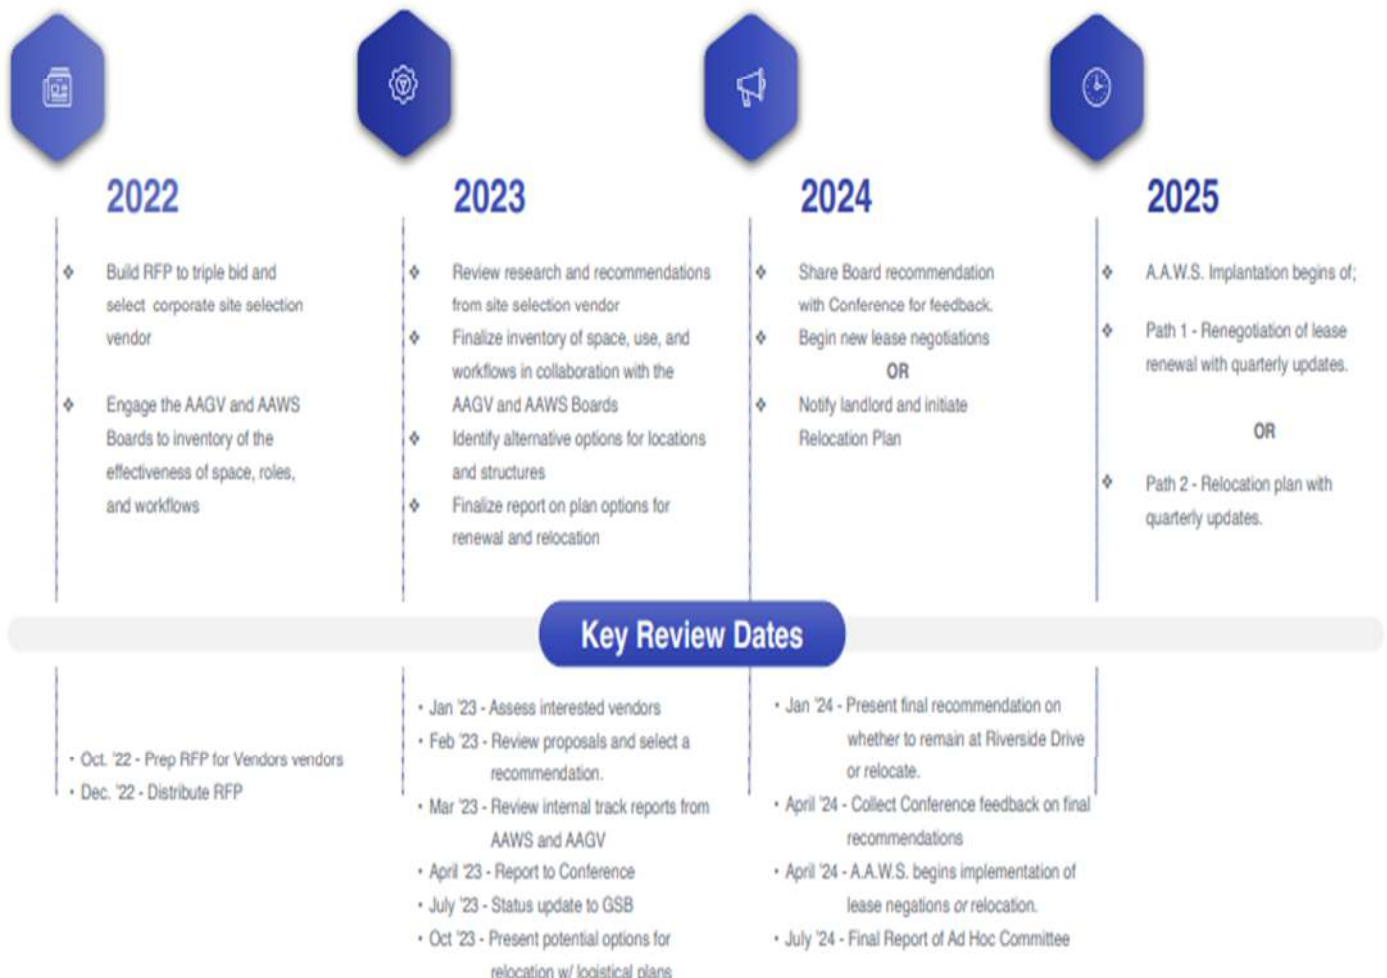 2022
Build RFP to triple bid and
select corporate site selection
vendor
Engage the AAGV and AAWS
Boards to inventory of the
effectiveness of space, roles,
and workflows
2023
Review research and recommendations
from site selection vendor
Finalize inventory of space, use, and
workflows in collaboration with the
AAGV and AAWS Boards
Identify alternative options for locations
and structures
Finalize report on plan options for
renewal and relocation
2024
Share Board recommendation
with Conference for feedback.
Begin new lease negotiations
OR
Notify landlord and initiate
Relocation Plan
2025
A.A.W.S. Implantation begins of;
Path 1 - Renegotiation of lease
renewal with quarterly updates.
OR
Path 2 - Relocation plan with
quarterly updates.
Key Review Dates
• Oct. '22 - Prep RFP for Vendors vendors
• Dec. '22 - Distribute RFP
• Jan '23 - Assess interested vendors
• Feb '23 - Review proposals and select a
recommendation.
• Mar '23 - Review internal track reports from
AAWS and AAGV
• April '23 - Report to Conference
• July '23 - Status update to GSB
• Oct '23 - Present potential options for
relocation w/ logistical plans
• Jan '24 - Present final recommendation on
whether to remain at Riverside Drive
or relocate.
• April '24 - Collect Conference feedback on final
recommendations
• April '24 - A.A.W.S. begins implementation of
lease negations or relocation.
• July '24 - Final Report of Ad Hoc Committee